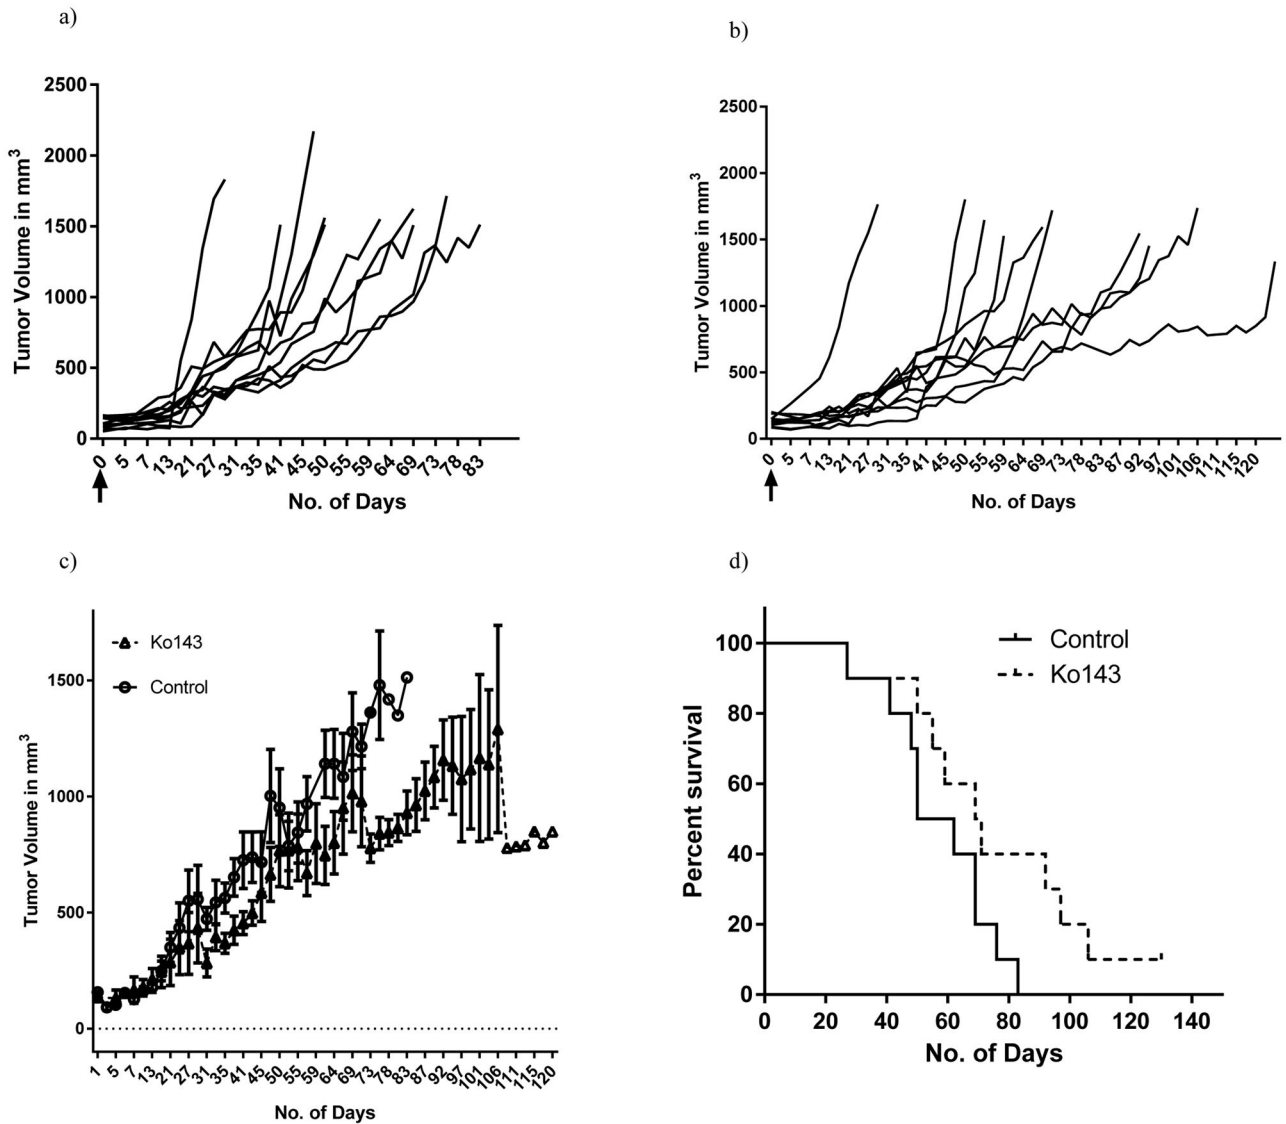 a)
2500
2000
1500
1000
500
0
Tumor Volume in mm³
0 5 7 13 21 27 31 35 41 45 50 55 59 64 69 73 78 83
No. of Days
b)
2500
2000
1500
1000
500
0
Tumor Volume in mm³
0 5 7 13 21 27 31 35 41 45 50 55 59 64 69 73 78 83 87 92 97 101 106 111 115 120
No. of Days
c)
Ko143
Control
1500
1000
500
0
Tumor Volume in mm³
1 5 7 13 21 27 31 35 41 45 50 55 59 64 69 73 78 83 87 92 97 101 106 111 115 120
No. of Days
d)
Control
Ko143
100
80
60
40
20
0
Percent survival
0 20 40 60 80 100 120 140
No. of Days